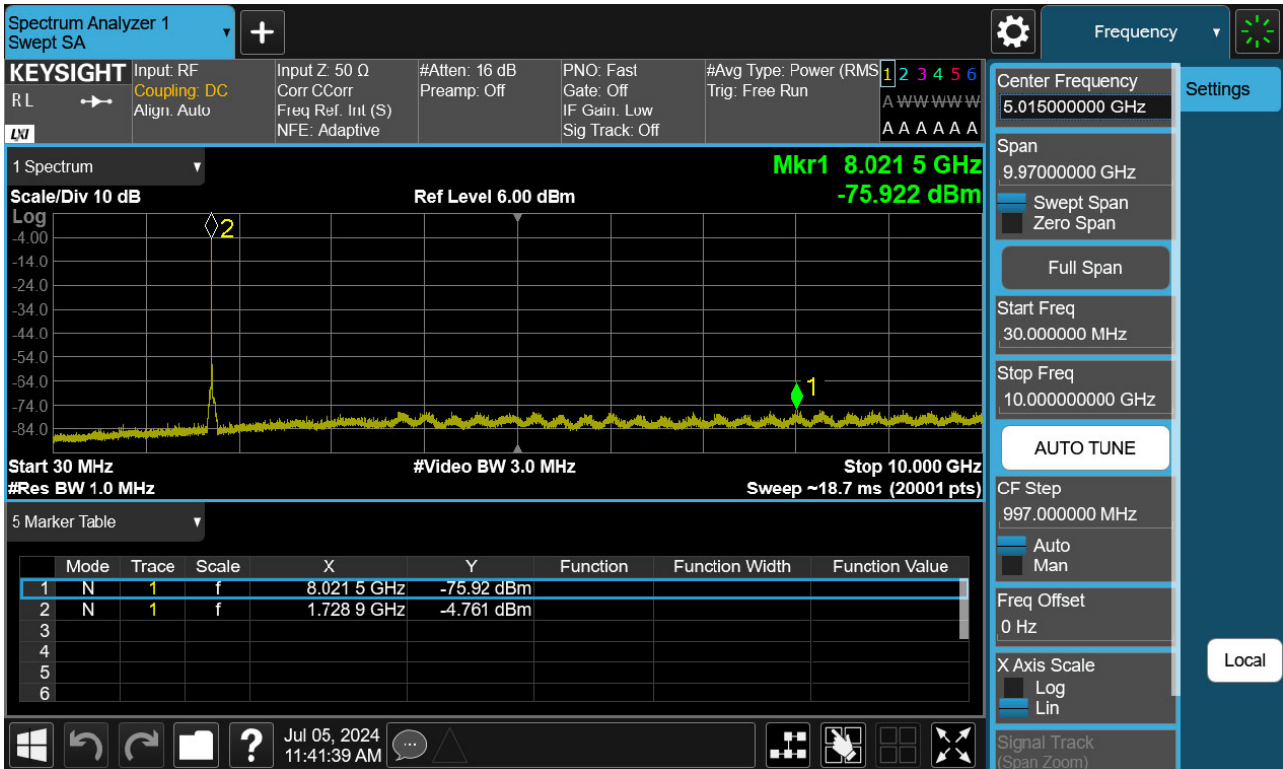 Spectrum Analyzer 1
Swept SA
Frequency
KEYSIGHT
R L
LXI
Input: RF
Coupling: DC
Align: Auto
Input Z: 50 Ω
Corr CCorr
Freq Ref: Int (S)
NFE: Adaptive
#Atten: 16 dB
Preamp: Off
PNO: Fast
Gate: Off
IF Gain: Low
Sig Track: Off
#Avg Type: Power (RMS
Trig: Free Run
1 2 3 4 5 6
A W W W W W
A A A A A A
1 Spectrum
Mkr1 8.021 5 GHz
Scale/Div 10 dB
Ref Level 6.00 dBm
-75.922 dBm
Log
2
-4.00
-14.0
-24.0
-34.0
-44.0
-54.0
-64.0
1
-74.0
-84.0
Start 30 MHz
#Video BW 3.0 MHz
Stop 10.000 GHz
#Res BW 1.0 MHz
Sweep ~18.7 ms (20001 pts)
5 Marker Table
Mode Trace Scale X Y Function Function Width Function Value
1 N 1 f 8.021 5 GHz -75.92 dBm
2 N 1 f 1.728 9 GHz -4.761 dBm
3
4
5
6
Jul 05, 2024
11:41:39 AM
Center Frequency
5.015000000 GHz
Span
9.97000000 GHz
Swept Span
Zero Span
Full Span
Start Freq
30.000000 MHz
Stop Freq
10.000000000 GHz
AUTO TUNE
CF Step
997.000000 MHz
Auto
Man
Freq Offset
0 Hz
X Axis Scale
Log
Lin
Signal Track
(Span Zoom)
Settings
Local